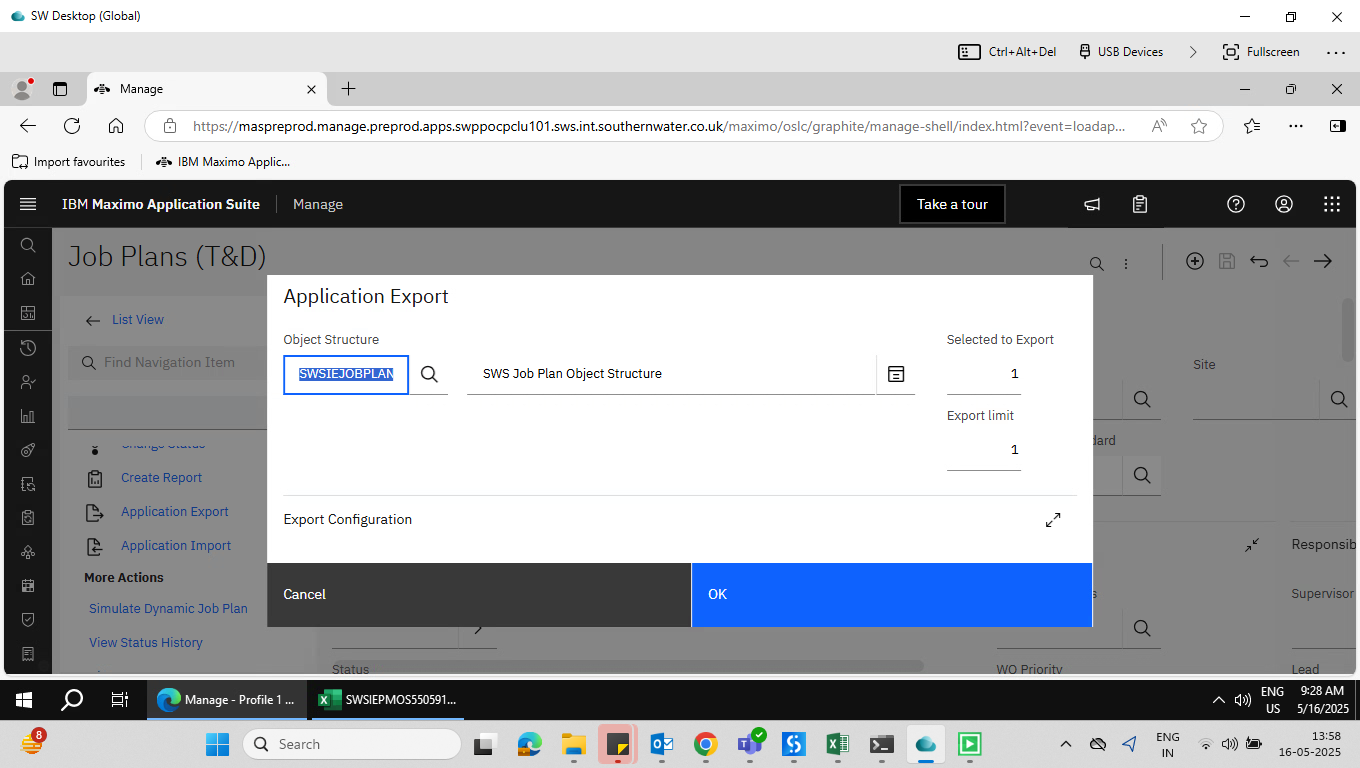 SW Desktop (Global)
Ctrl+Alt+Del
USB Devices
Fullscreen
Manage
https://maspreprod.manage.preprod.apps.swppocpclu101.sws.int.southernwater.co.uk/maximo/oslc/graphite/manage-shell/index.html?event=loadap...
Import favourites
IBM Maximo Applic...
IBM Maximo Application Suite
Manage
Take a tour
Job Plans (T&D)
List View
Find Navigation Item
Create Report
Application Export
Application Import
More Actions
Simulate Dynamic Job Plan
View Status History
Application Export
Object Structure
SWSIEJOBPLAN
SWS Job Plan Object Structure
Selected to Export
1
Export limit
1
Export Configuration
Cancel
OK
Site
dard
Responsib
Supervisor
s
Status
WO Priority
Lead
Manage - Profile 1 ...
SWSIEPMOS550591...
ENG
US
9:28 AM
5/16/2025
8
Search
ENG
IN
13:58
16-05-2025